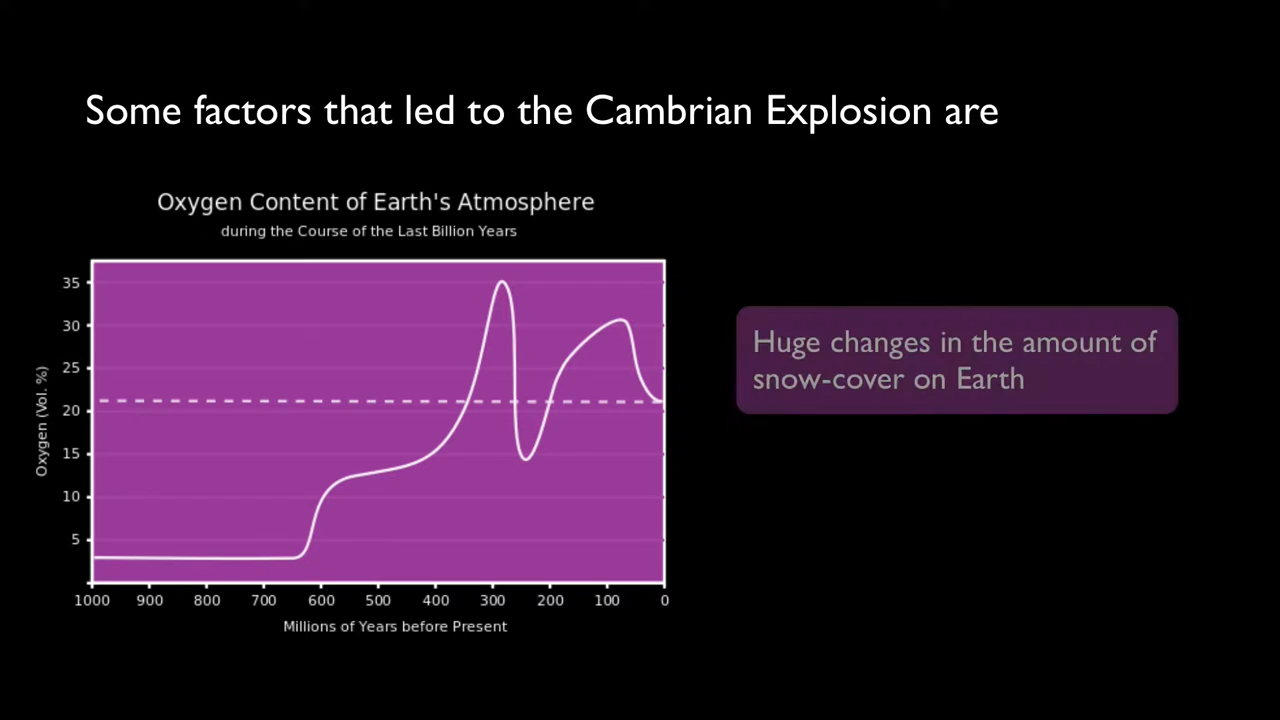 Some factors that led to the Cambrian Explosion are
Oxygen Content of Earth's Atmosphere
during the Course of the Last Billion Years
35
30
25
20
15
10
5
Oxygen (Vol. %)
1000 900 800 700 600 500 400 300 200 100 0
Millions of Years before Present
Huge changes in the amount of
snow-cover on Earth